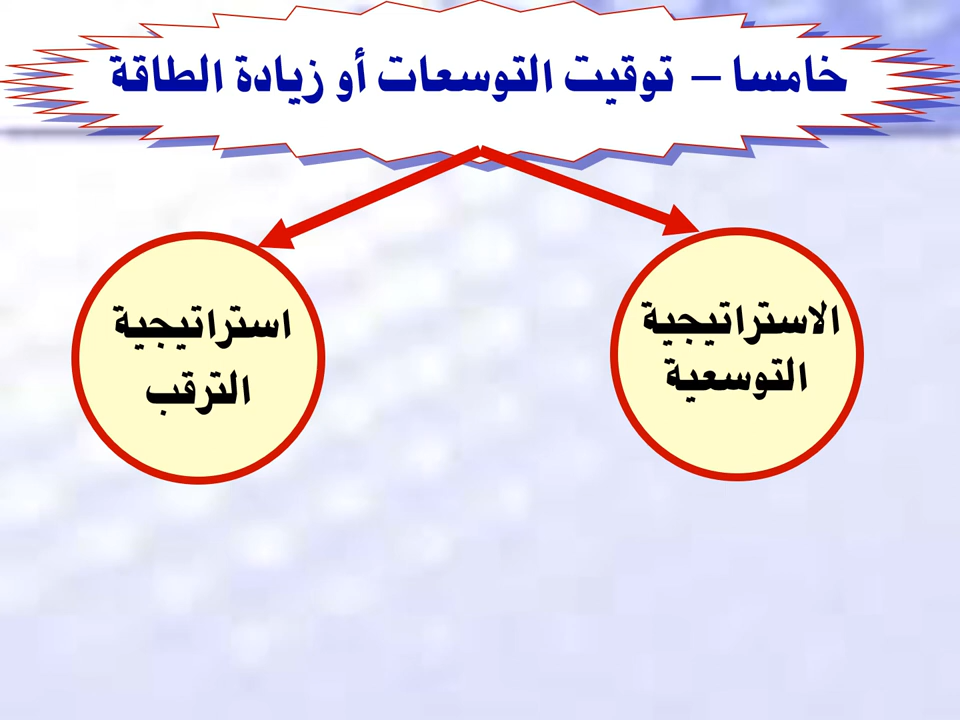 خامسا – توقيت التوسعات أو زيادة الطاقة
الاستراتيجية
التوسعية
استراتيجية
الترقب